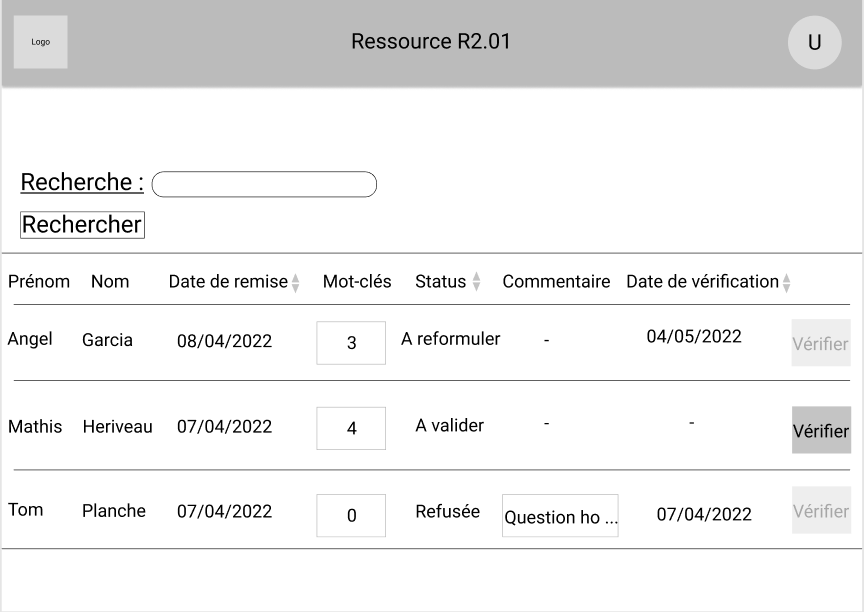 Logo Ressource R2.01 U
Recherche :
Rechercher
Prénom Nom Date de remise Mot-clés Status Commentaire Date de vérification
Angel Garcia 08/04/2022 3 A reformuler - 04/05/2022 Vérifier
Mathis Heriveau 07/04/2022 4 A valider - - Vérifier
Tom Planche 07/04/2022 0 Refusée Question ho ... 07/04/2022 Vérifier